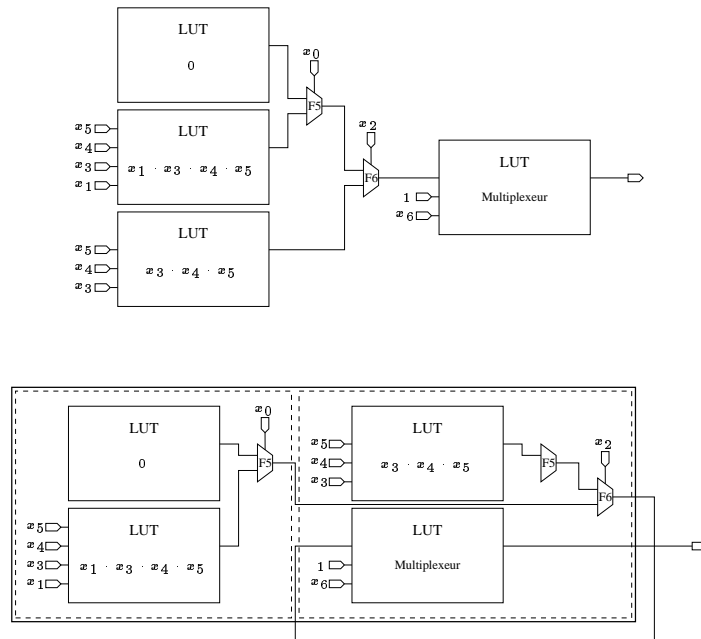 LUT
0
x0
F5
x5
x4
x3
x1
LUT
x1 · x3 · x4 · x5
x2
F6
LUT
1
x6
Multiplexeur
x5
x4
x3
LUT
x3 · x4 · x5
LUT
0
x0
F5
x5
x4
x3
LUT
x3 · x4 · x5
F5
x2
F6
x5
x4
x3
x1
LUT
x1 · x3 · x4 · x5
1
x6
LUT
Multiplexeur